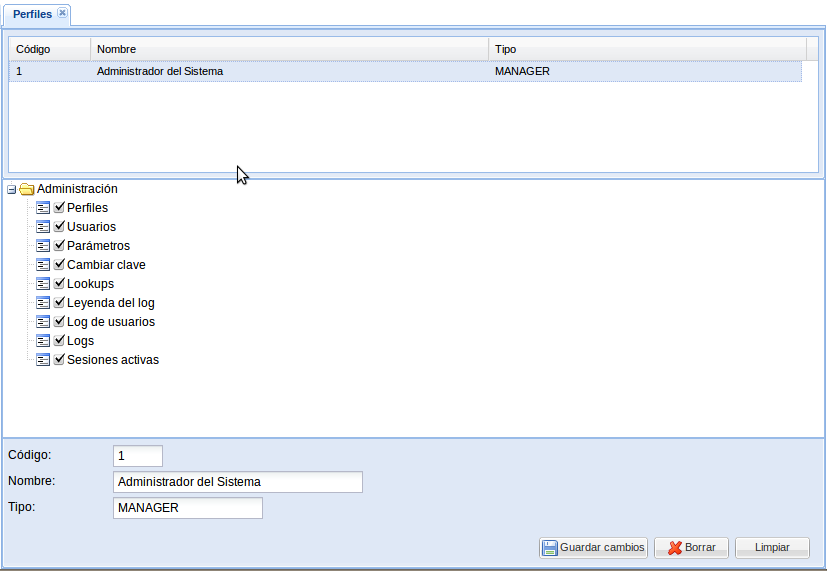 Perfiles
Código Nombre Tipo
1 Administrador del Sistema MANAGER
Administración
Perfiles
Usuarios
Parámetros
Cambiar clave
Lookups
Leyenda del log
Log de usuarios
Logs
Sesiones activas
Código: 1
Nombre: Administrador del Sistema
Tipo: MANAGER
Guardar cambios Borrar Limpiar